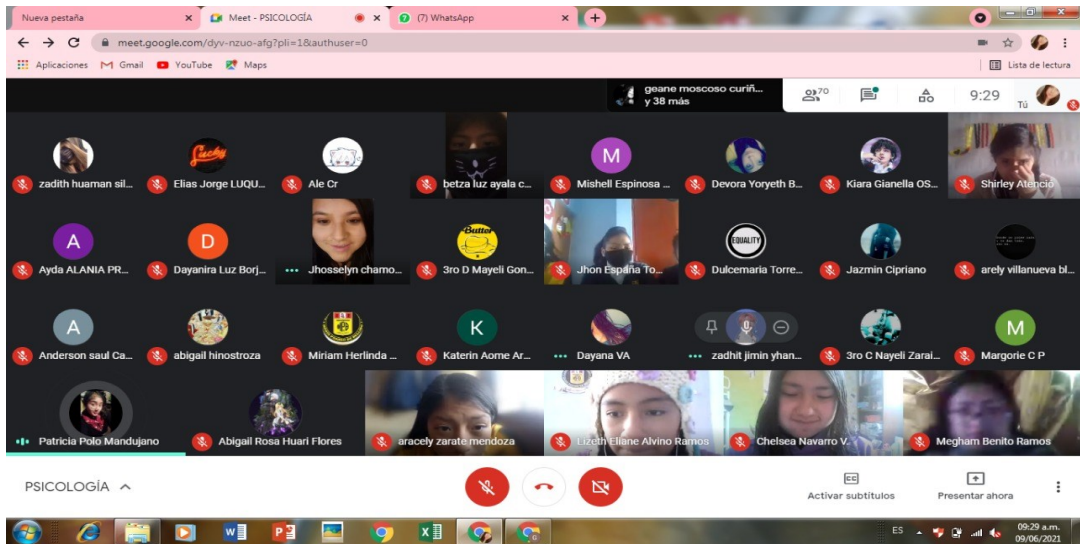 Nueva pestaña
Meet - PSICOLOGÍA
(7) WhatsApp
meet.google.com/dyv-nzuo-afg?pli=1&authuser=0
Aplicaciones
Gmail
YouTube
Maps
Lista de lectura
geane moscoso curiñ...
y 38 más
70
9:29
Tú
zadith huaman sil...
Lucky
Elias Jorge LUQU...
Ale Cr
betza luz ayala c...
M
Mishell Espinosa ...
Devora Yoryeth B...
Kiara Gianella OS...
Shirley Atencio
A
Ayda ALANIA PR...
D
Dayanira Luz Borj...
Jhosselyn chamo...
Butter
3ro D Mayeli Gon...
Jhon España To...
EQUALITY
Dulcemaria Torre...
Jazmin Cipriano
arely villanueva bl...
A
Anderson saul Ca...
abigail hinostroza
Miriam Herlinda ...
K
Katerin Aome Ar...
Dayana VA
zadhit jimin yhan...
3ro C Nayeli Zarai...
M
Margorie C P
Patricia Polo Mandujano
Abigail Rosa Huari Flores
aracely zarate mendoza
Lizeth Eliane Alvino Ramos
Chelsea Navarro V.
Megham Benito Ramos
PSICOLOGÍA
CC
Activar subtítulos
Presentar ahora
ES
09:29 a.m.
09/06/2021